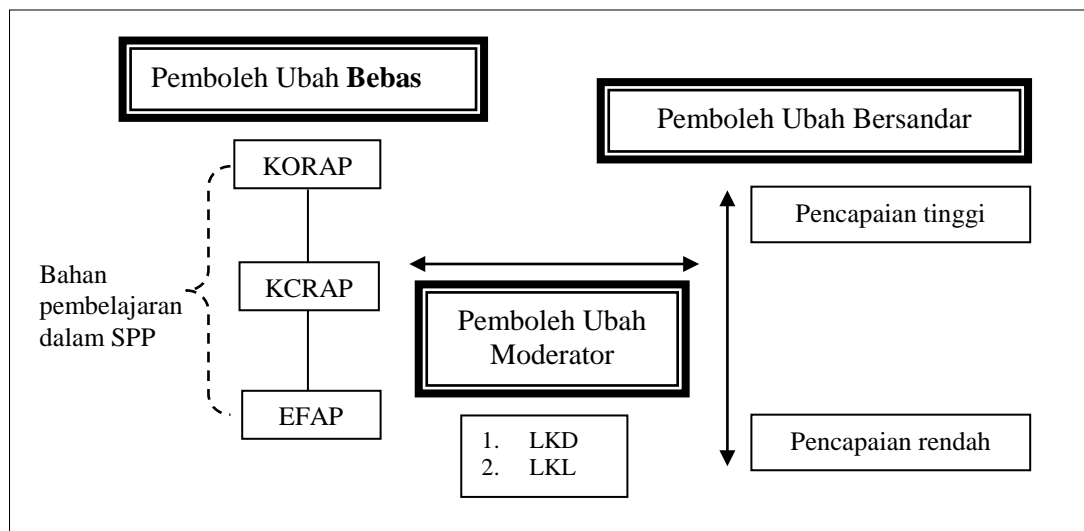 Pemboleh Ubah Bebas
Pemboleh Ubah Bersandar
KORAP
Pencapaian tinggi
Bahan
pembelajaran
dalam SPP
KCRAP
Pemboleh Ubah
Moderator
EFAP
1. LKD
2. LKL
Pencapaian rendah